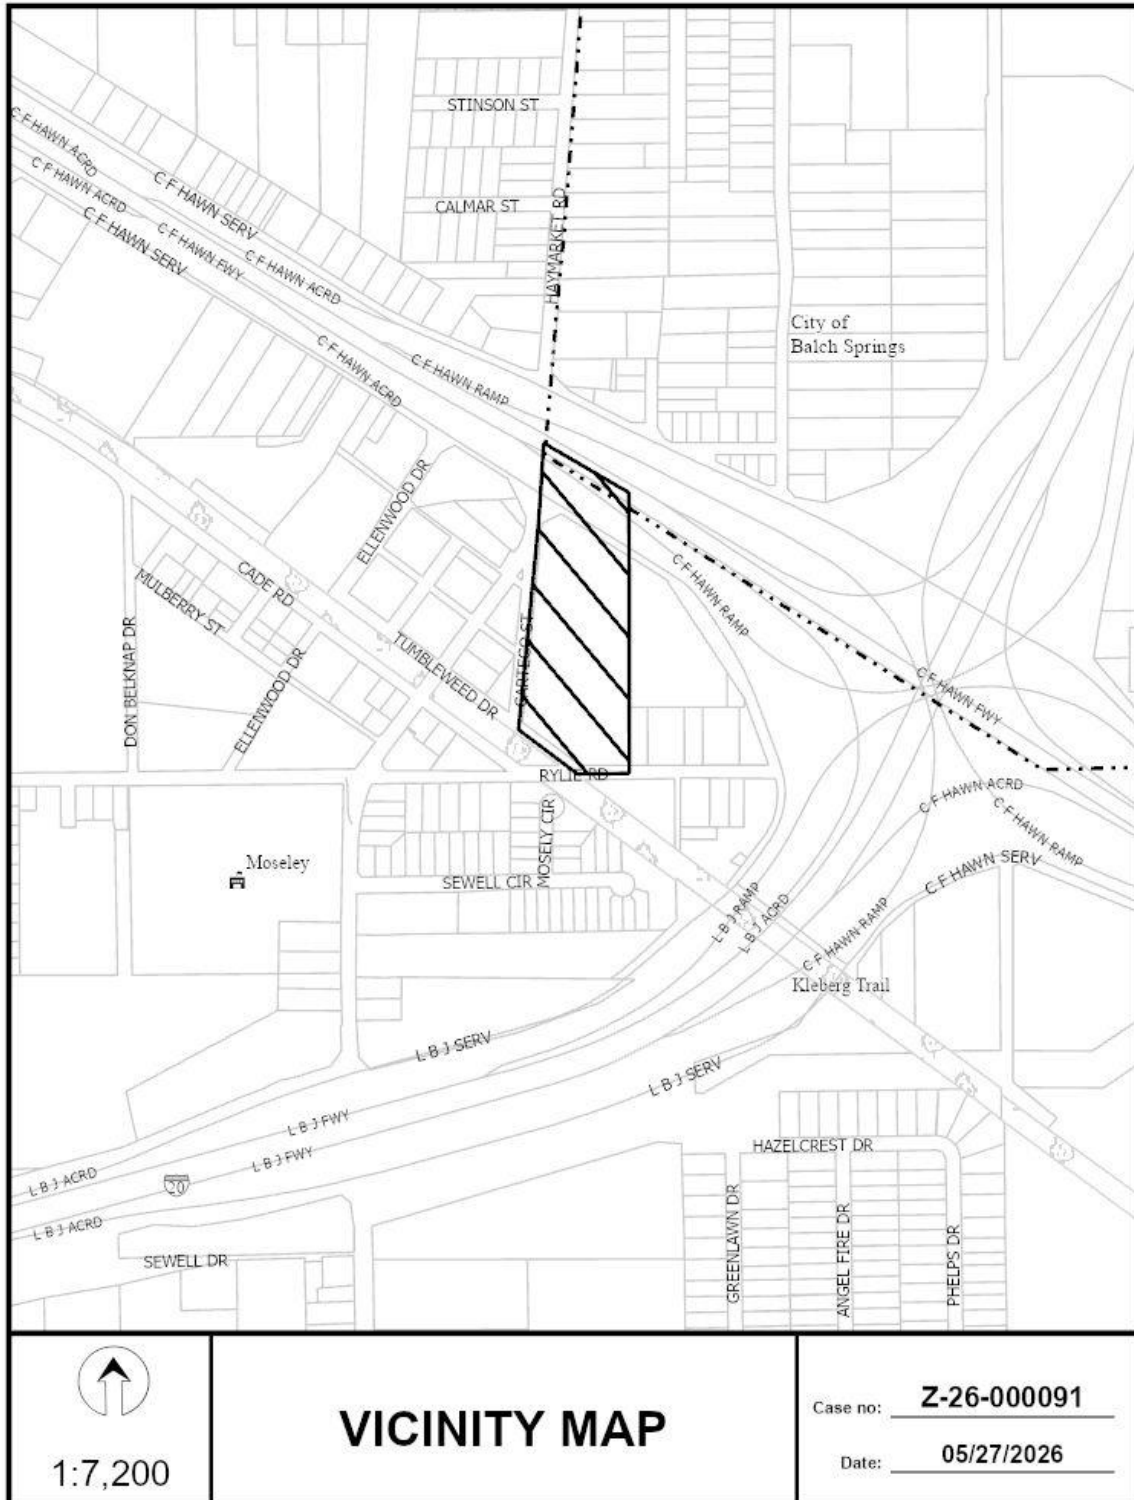 STINSON ST
C F HAWN ACRD
C F HAWN ACRD
C F HAWN SERV
C F HAWN SERV
CALMAR ST
HAYMARKET RD
C F HAWN FWY
C F HAWN ACRD
City of
Balch Springs
C F HAWN ACRD
C F HAWN RAMP
ELLENWOOD DR
CADE RD
MULBERRY ST
C F HAWN RAMP
DON BELKNAP DR
ELLENWOOD DR
TUMBLEWEED DR
C F HAWN FWY
RYLIE RD
C F HAWN ACRD
C F HAWN RAMP
MOSELY CIR
Moseley
SEWELL CIR
C F HAWN SERV
L B J RAMP
L B J ACRD
C F HAWN RAMP
Kleberg Trail
L B J SERV
L B J SERV
L B J FWY
L B J FWY
HAZELCREST DR
L B J ACRD
20
L B J ACRD
GREENLAWN DR
ANGEL FIRE DR
PHELPS DR
SEWELL DR
1:7,200
VICINITY MAP
Case no: Z-26-000091
Date: 05/27/2026